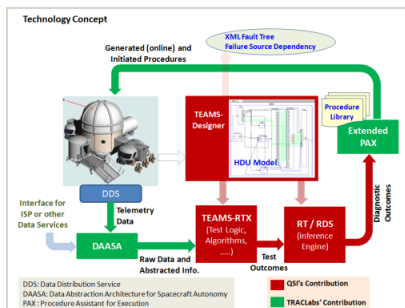 Technology Concept
XML Fault Tree
Failure Source Dependency
Generated (online) and
Initiated Procedures
TEAMS-
Designer
HDU Model
Procedure
Library
Extended
PAX
DDS
Interface for
ISP or other
Data Services
Telemetry
Data
DAASA
Raw Data and
Abstracted Info.
TEAMS-RTX
(Test Logic,
Algorithms,
.....)
Test
Outcomes
RT / RDS
(inference
Engine)
Diagnostic
Outcomes
DDS: Data Distribution Service
DAASA: Data Abstraction Architecture for Spacecraft Autonomy
PAX : Procedure Assistant for Execution
QSI's Contribution
TRACLabs' Contribution